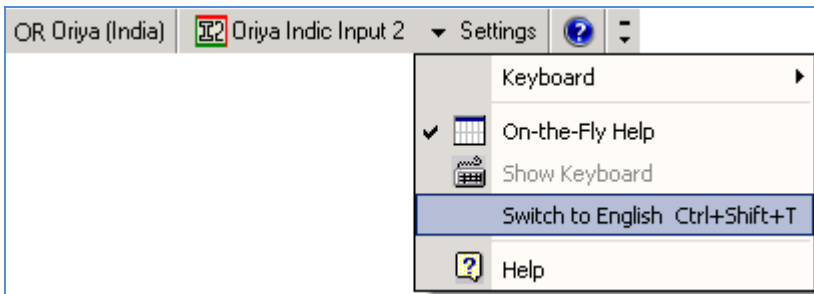 OR Oriya (India) I2 Oriya Indic Input 2 Settings ?
Keyboard
On-the-Fly Help
Show Keyboard
Switch to English Ctrl+Shift+T
? Help